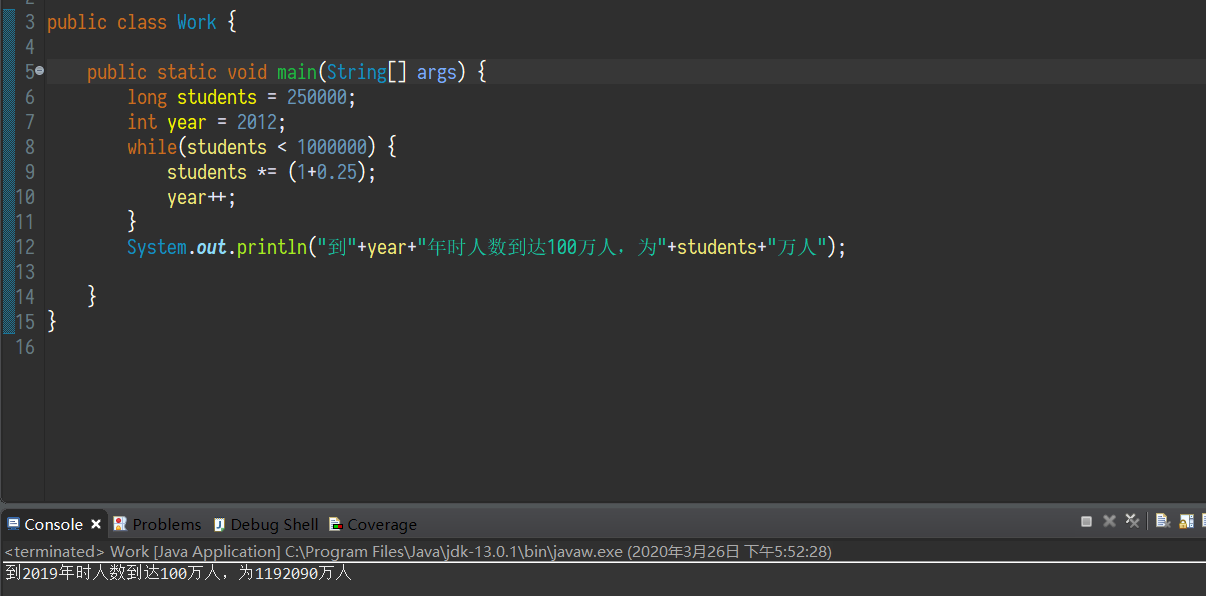 3 public class Work {
4
5 public static void main(String[] args) {
6 long students = 250000;
7 int year = 2012;
8 while(students < 1000000) {
9 students *= (1+0.25);
10 year++;
11 }
12 System.out.println("到"+year+"年时人数到达100万人，为"+students+"万人");
13
14 }
15 }
16
Console Problems Debug Shell Coverage
<terminated> Work [Java Application] C:\Program Files\Java\jdk-13.0.1\bin\javaw.exe (2020年3月26日 下午5:52:28)
到2019年时人数到达100万人，为1192090万人